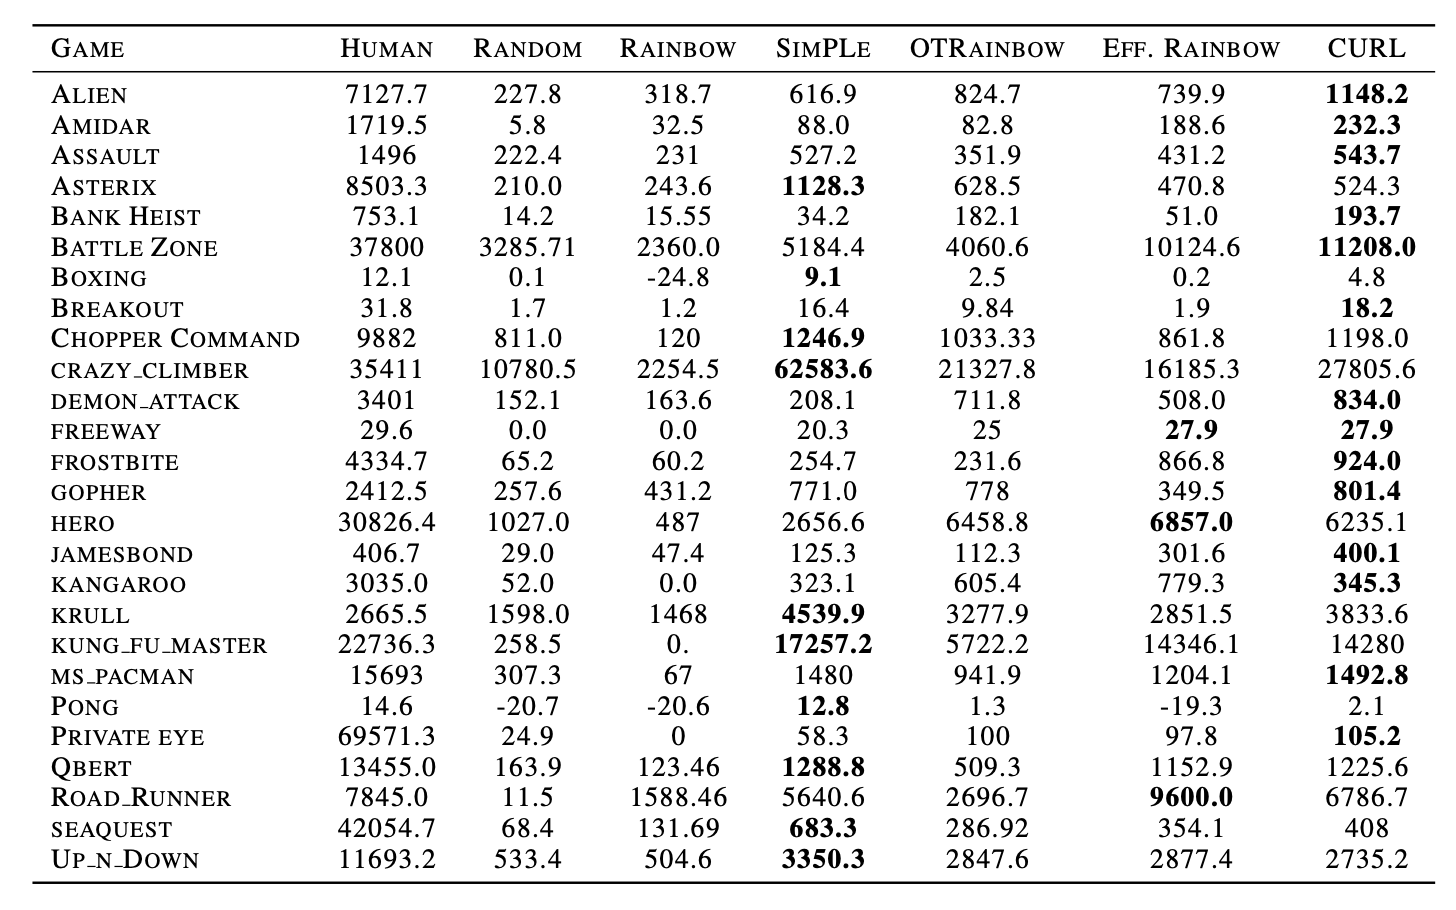 GAME HUMAN RANDOM RAINBOW SIMPLE OTRAINBOW EFF. RAINBOW CURL
ALIEN 7127.7 227.8 318.7 616.9 824.7 739.9 1148.2
AMIDAR 1719.5 5.8 32.5 88.0 82.8 188.6 232.3
ASSAULT 1496 222.4 231 527.2 351.9 431.2 543.7
ASTERIX 8503.3 210.0 243.6 1128.3 628.5 470.8 524.3
BANK HEIST 753.1 14.2 15.55 34.2 182.1 51.0 193.7
BATTLE ZONE 37800 3285.71 2360.0 5184.4 4060.6 10124.6 11208.0
BOXING 12.1 0.1 -24.8 9.1 2.5 0.2 4.8
BREAKOUT 31.8 1.7 1.2 16.4 9.84 1.9 18.2
CHOPPER COMMAND 9882 811.0 120 1246.9 1033.33 861.8 1198.0
CRAZY_CLIMBER 35411 10780.5 2254.5 62583.6 21327.8 16185.3 27805.6
DEMON_ATTACK 3401 152.1 163.6 208.1 711.8 508.0 834.0
FREEWAY 29.6 0.0 0.0 20.3 25 27.9 27.9
FROSTBITE 4334.7 65.2 60.2 254.7 231.6 866.8 924.0
GOPHER 2412.5 257.6 431.2 771.0 778 349.5 801.4
HERO 30826.4 1027.0 487 2656.6 6458.8 6857.0 6235.1
JAMESBOND 406.7 29.0 47.4 125.3 112.3 301.6 400.1
KANGAROO 3035.0 52.0 0.0 323.1 605.4 779.3 345.3
KRULL 2665.5 1598.0 1468 4539.9 3277.9 2851.5 3833.6
KUNG_FU_MASTER 22736.3 258.5 0. 17257.2 5722.2 14346.1 14280
MS_PACMAN 15693 307.3 67 1480 941.9 1204.1 1492.8
PONG 14.6 -20.7 -20.6 12.8 1.3 -19.3 2.1
PRIVATE EYE 69571.3 24.9 0 58.3 100 97.8 105.2
QBERT 13455.0 163.9 123.46 1288.8 509.3 1152.9 1225.6
ROAD_RUNNER 7845.0 11.5 1588.46 5640.6 2696.7 9600.0 6786.7
SEAQUEST 42054.7 68.4 131.69 683.3 286.92 354.1 408
UP_N_DOWN 11693.2 533.4 504.6 3350.3 2847.6 2877.4 2735.2